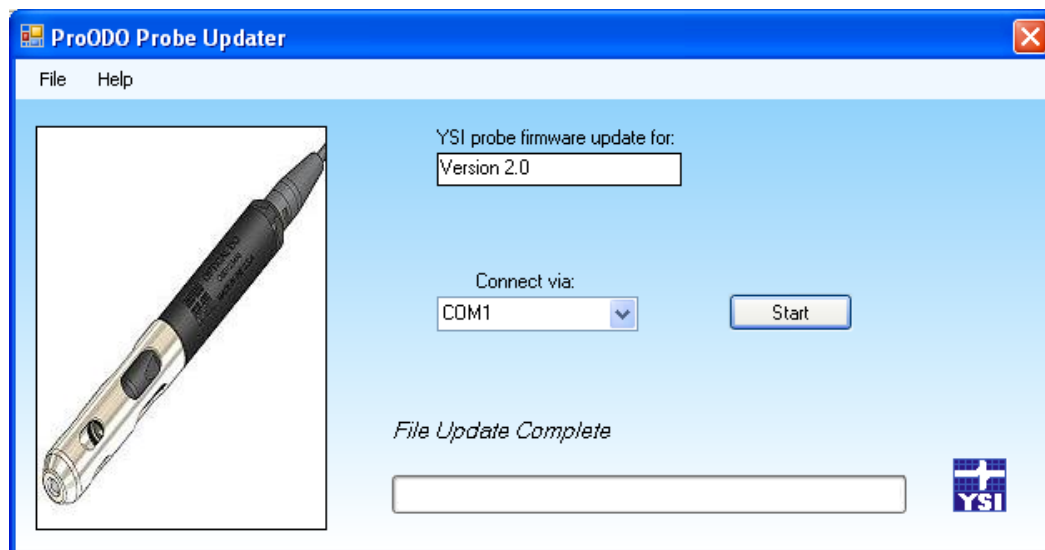 ProODO Probe Updater
File Help
YSI probe firmware update for:
Version 2.0
Connect via:
COM1
Start
File Update Complete
YSI